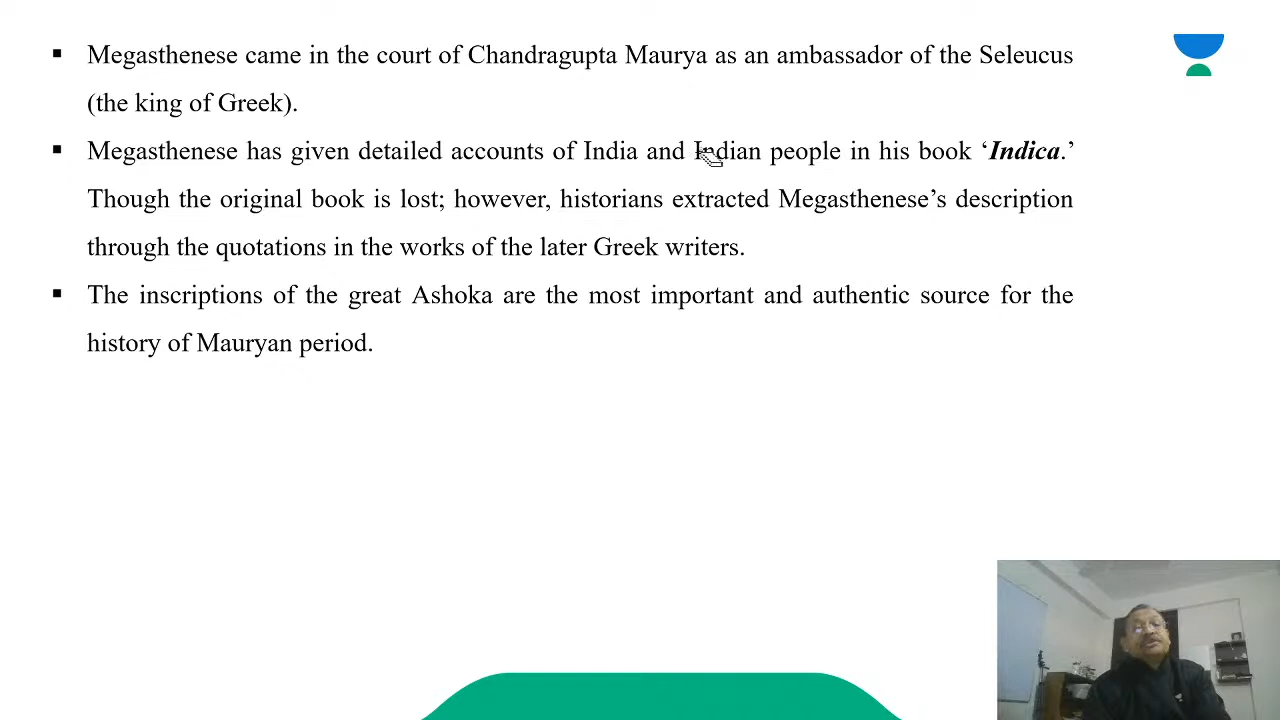 ▪ Megasthenese came in the court of Chandragupta Maurya as an ambassador of the Seleucus
(the king of Greek).
▪ Megasthenese has given detailed accounts of India and Indian people in his book ‘Indica.’
Though the original book is lost; however, historians extracted Megasthenese’s description
through the quotations in the works of the later Greek writers.
▪ The inscriptions of the great Ashoka are the most important and authentic source for the
history of Mauryan period.